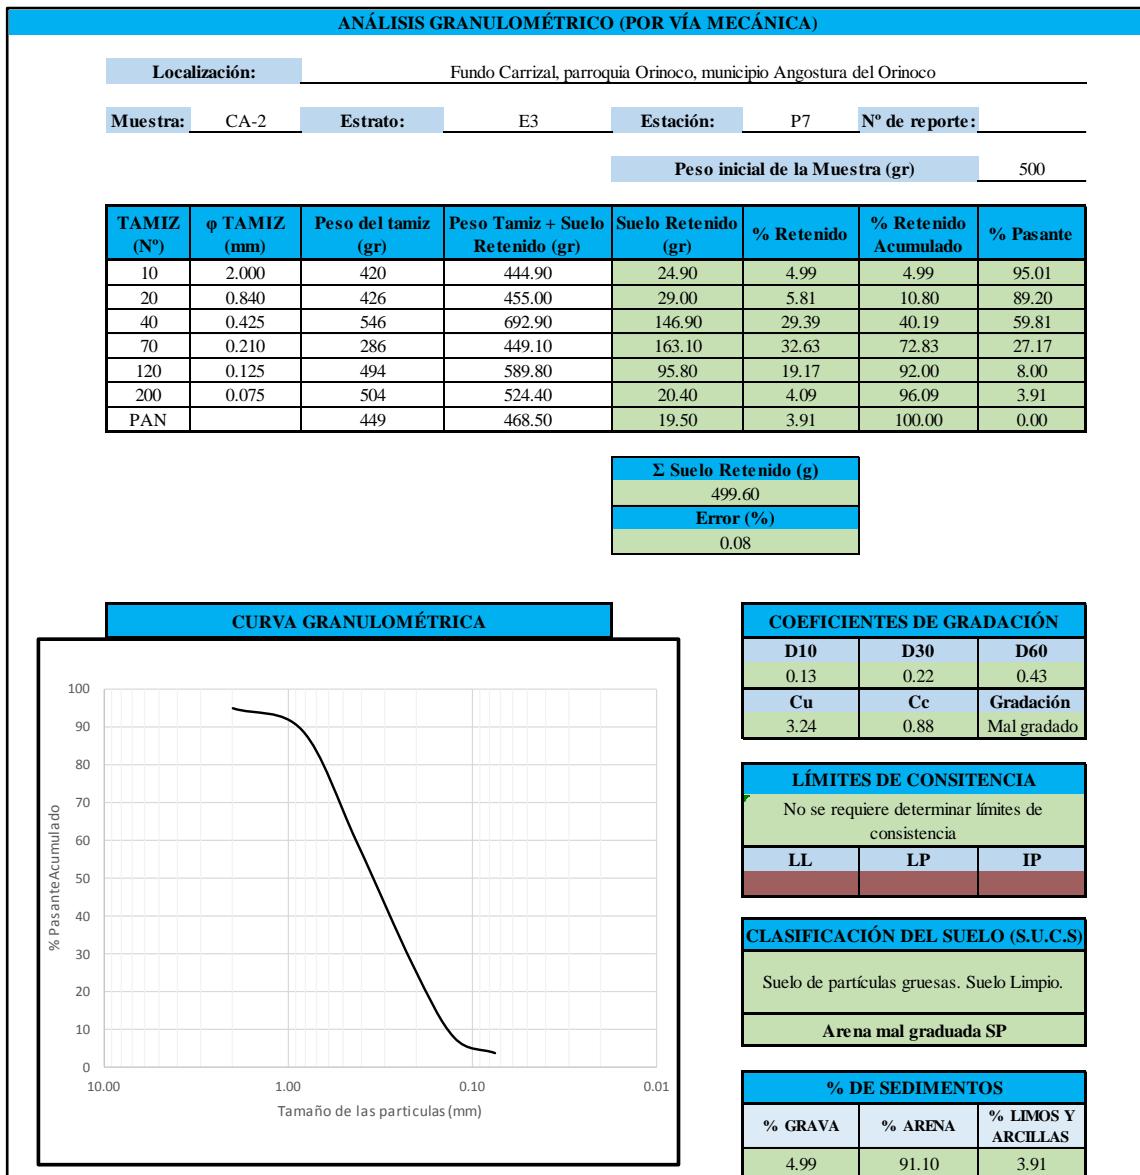 ANÁLISIS GRANULOMÉTRICO (POR VÍA MECÁNICA)
Localización: Fundo Carrizal, parroquia Orinoco, municipio Angostura del Orinoco
Muestra: CA-2 Estrato: E3 Estación: P7 Nº de reporte:
Peso inicial de la Muestra (gr) 500
TAMIZ (Nº) φ TAMIZ (mm) Peso del tamiz (gr) Peso Tamiz + Suelo Retenido (gr) Suelo Retenido (gr) % Retenido % Retenido Acumulado % Pasante
10 2.000 420 444.90 24.90 4.99 4.99 95.01
20 0.840 426 455.00 29.00 5.81 10.80 89.20
40 0.425 546 692.90 146.90 29.39 40.19 59.81
70 0.210 286 449.10 163.10 32.63 72.83 27.17
120 0.125 494 589.80 95.80 19.17 92.00 8.00
200 0.075 504 524.40 20.40 4.09 96.09 3.91
PAN 449 468.50 19.50 3.91 100.00 0.00
Σ Suelo Retenido (g)
499.60
Error (%)
0.08
CURVA GRANULOMÉTRICA
100
90
80
70
60
50
40
30
20
10
0
10.00 1.00 0.10 0.01
% Pasante Acumulado
Tamaño de las particulas (mm)
COEFICIENTES DE GRADACIÓN
D10 D30 D60
0.13 0.22 0.43
Cu Cc Gradación
3.24 0.88 Mal gradado
LÍMITES DE CONSITENCIA
No se requiere determinar límites de
consistencia
LL LP IP
CLASIFICACIÓN DEL SUELO (S.U.C.S)
Suelo de partículas gruesas. Suelo Limpio.
Arena mal graduada SP
% DE SEDIMENTOS
% GRAVA % ARENA % LIMOS Y ARCILLAS
4.99 91.10 3.91